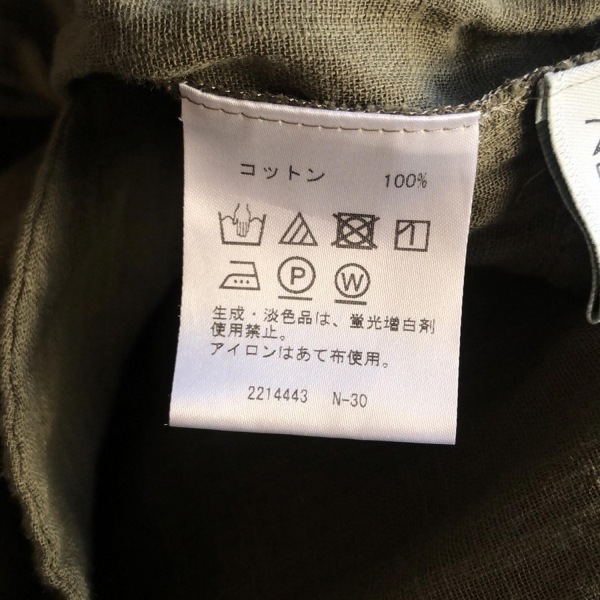 コットン 100%
P W
生成・淡色品は、蛍光増白剤
使用禁止。
アイロンはあて布使用。
2214443 N-30